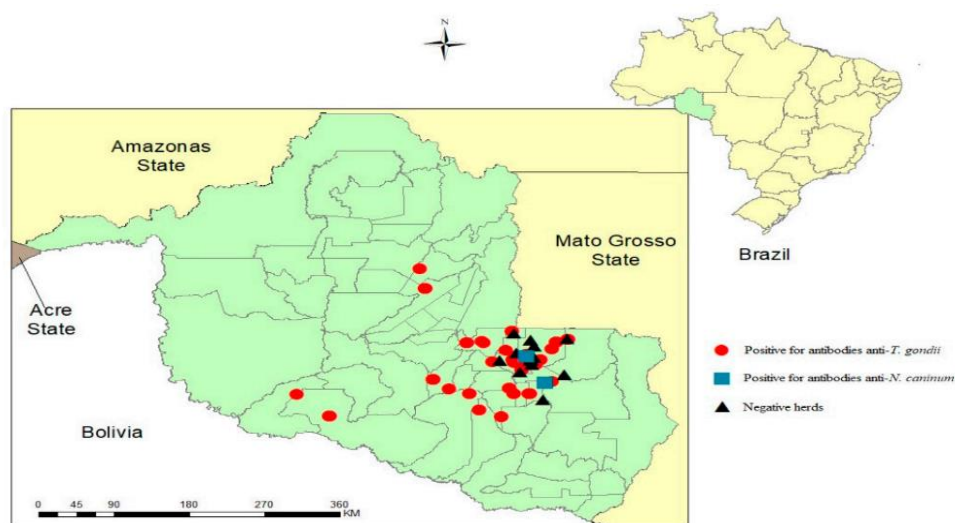 N
Amazonas
State
Mato Grosso
State
Brazil
Acre
State
Bolivia
Positive for antibodies anti-T. gondii
Positive for antibodies anti-N. caninum
Negative herds
0 45 90 180 270 360
KM